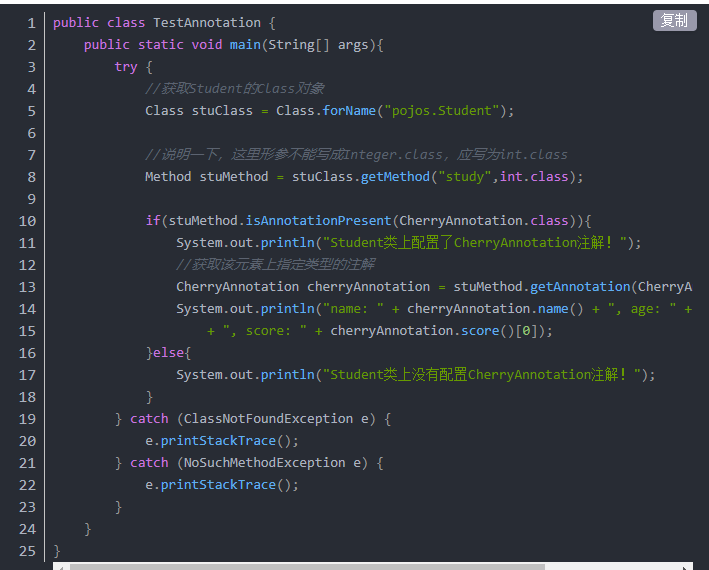 复制
1 public class TestAnnotation {
2     public static void main(String[] args){
3         try {
4             //获取Student的Class对象
5             Class stuClass = Class.forName("pojos.Student");
6
7             //说明一下，这里形参不能写成Integer.class，应写为int.class
8             Method stuMethod = stuClass.getMethod("study",int.class);
9
10             if(stuMethod.isAnnotationPresent(CherryAnnotation.class)){
11                 System.out.println("Student类上配置了CherryAnnotation注解！");
12                 //获取该元素上指定类型的注解
13                 CherryAnnotation cherryAnnotation = stuMethod.getAnnotation(CherryA
14                 System.out.println("name: " + cherryAnnotation.name() + ", age: " +
15                     + ", score: " + cherryAnnotation.score()[0]);
16             }else{
17                 System.out.println("Student类上没有配置CherryAnnotation注解！");
18             }
19         } catch (ClassNotFoundException e) {
20             e.printStackTrace();
21         } catch (NoSuchMethodException e) {
22             e.printStackTrace();
23         }
24     }
25 }